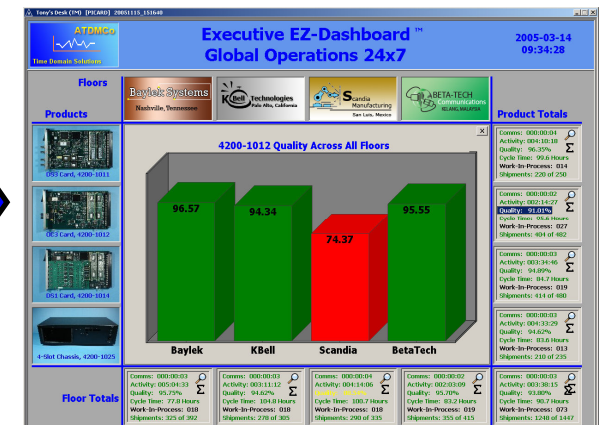 Tony's Desk (TM) [PICARD] 20051115_151640
ATDMCo
Time Domain Solutions
Executive EZ-Dashboard ™
Global Operations 24x7
2005-03-14
09:34:28
Floors
Products
Baylek Systems
Nashville, Tennessee
KBell Technologies
Palo Alto, California
Scandia
Manufacturing
San Luis, Mexico
ABETA-TECH
Communications
KELANG, MALAYSIA
Product Totals
DS3 Card, 4200-1011
OC3 Card, 4200-1012
DS1 Card, 4200-1014
4-Slot Chassis, 4200-1025
4200-1012 Quality Across All Floors
96.57
94.34
74.37
95.55
Baylek
KBell
Scandia
BetaTech
Comms: 000:00:04
Activity: 004:10:10
Quality: 96.35%
Cycle Time: 99.6 Hours
Work-In-Process: 014
Shipments: 220 of 250
Comms: 000:00:02
Activity: 002:14:27
Quality: 91.01%
Cycle Time: 95.6 Hours
Work-In-Process: 027
Shipments: 404 of 482
Comms: 000:00:03
Activity: 003:34:46
Quality: 94.89%
Cycle Time: 84.7 Hours
Work-In-Process: 019
Shipments: 414 of 480
Comms: 000:00:03
Activity: 004:33:29
Quality: 94.62%
Cycle Time: 83.6 Hours
Work-In-Process: 013
Shipments: 210 of 235
Floor Totals
Comms: 000:00:03
Activity: 005:04:33
Quality: 95.75%
Cycle Time: 77.8 Hours
Work-In-Process: 018
Shipments: 325 of 392
Comms: 000:00:03
Activity: 003:11:12
Quality: 94.62%
Cycle Time: 104.8 Hours
Work-In-Process: 018
Shipments: 278 of 305
Comms: 000:00:04
Activity: 004:14:06
Cycle Time: 100.7 Hours
Work-In-Process: 018
Shipments: 290 of 335
Comms: 000:00:02
Activity: 002:03:09
Quality: 95.70%
Cycle Time: 83.2 Hours
Work-In-Process: 019
Shipments: 355 of 415
Comms: 000:00:03
Activity: 003:38:15
Quality: 93.80%
Cycle Time: 90.7 Hours
Work-In-Process: 073
Shipments: 1248 of 1447